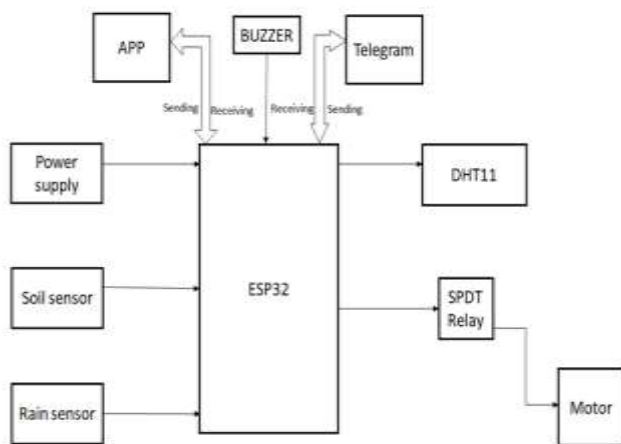 BUZZER
APP
Telegram
Sending
Receiving
Receiving
Sending
Power
supply
DHT11
Soil sensor
ESP32
SPDT
Relay
Rain sensor
Motor